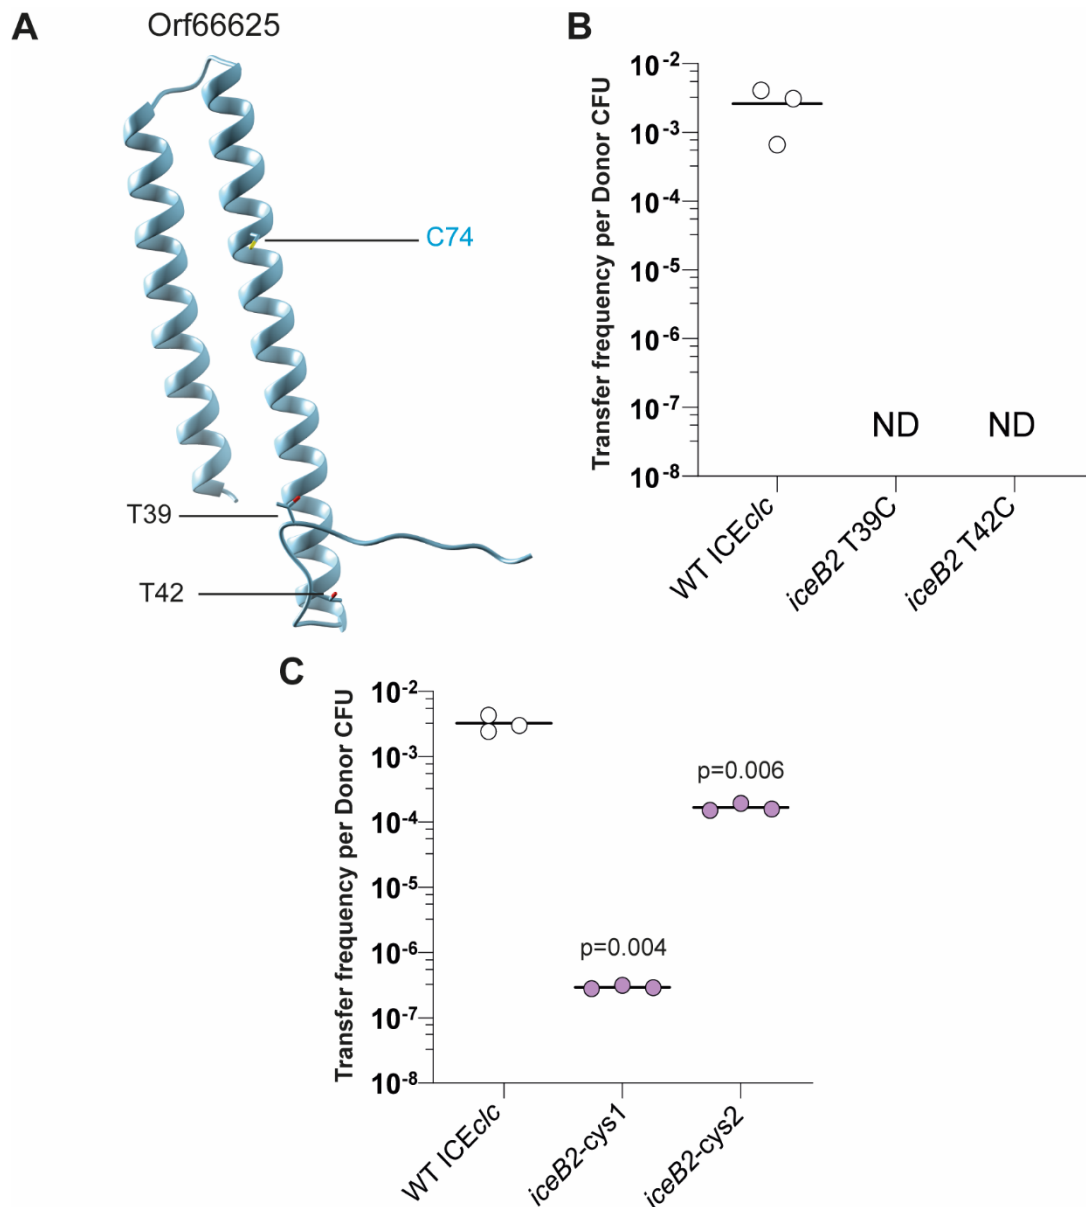 A
Orf66625
C74
T39
T42
B
Transfer frequency per Donor CFU
10-2
10-3
10-4
10-5
10-6
10-7
10-8
ND
ND
WT ICEclc
iceB2 T39C
iceB2 T42C
C
Transfer frequency per Donor CFU
10-2
10-3
10-4
10-5
10-6
10-7
10-8
p=0.004
p=0.006
WT ICEclc
iceB2-cys1
iceB2-cys2